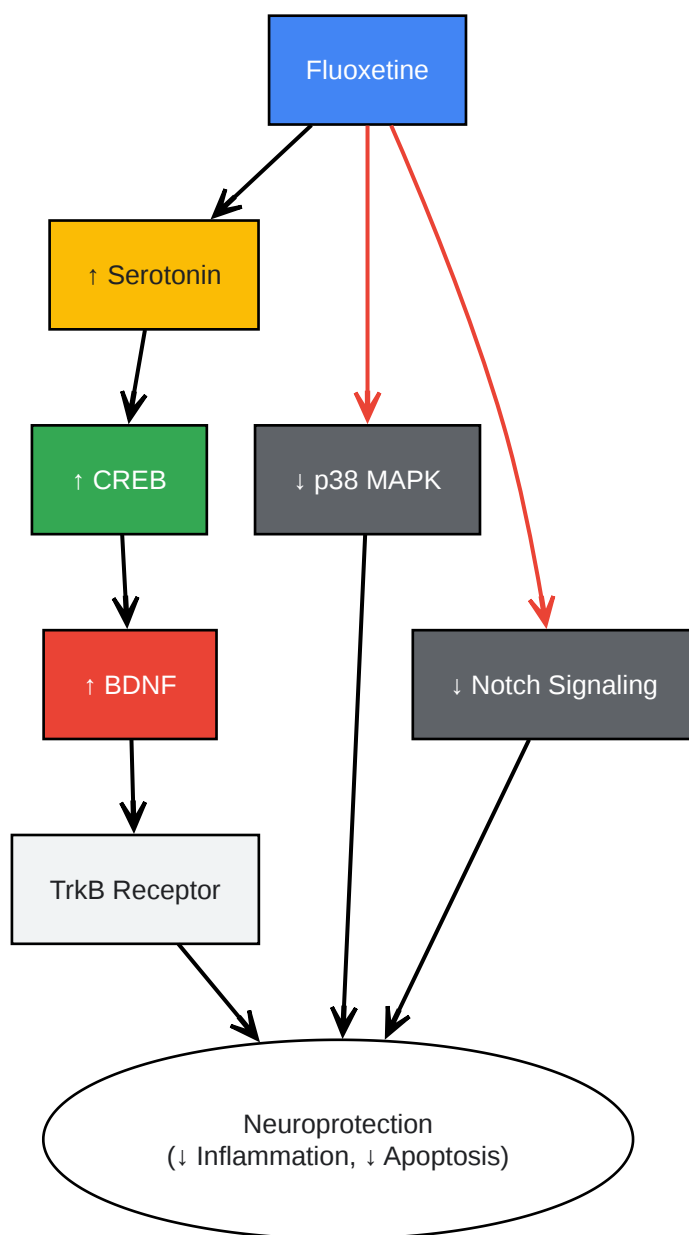 Fluoxetine
↑ Serotonin
↑ CREB
↓ p38 MAPK
↑ BDNF
↓ Notch Signaling
TrkB Receptor
Neuroprotection
(↓ Inflammation, ↓ Apoptosis)